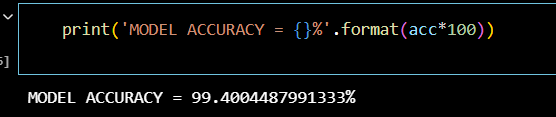 print('MODEL ACCURACY = {}%'.format(acc*100))
]
MODEL ACCURACY = 99.4004487991333%